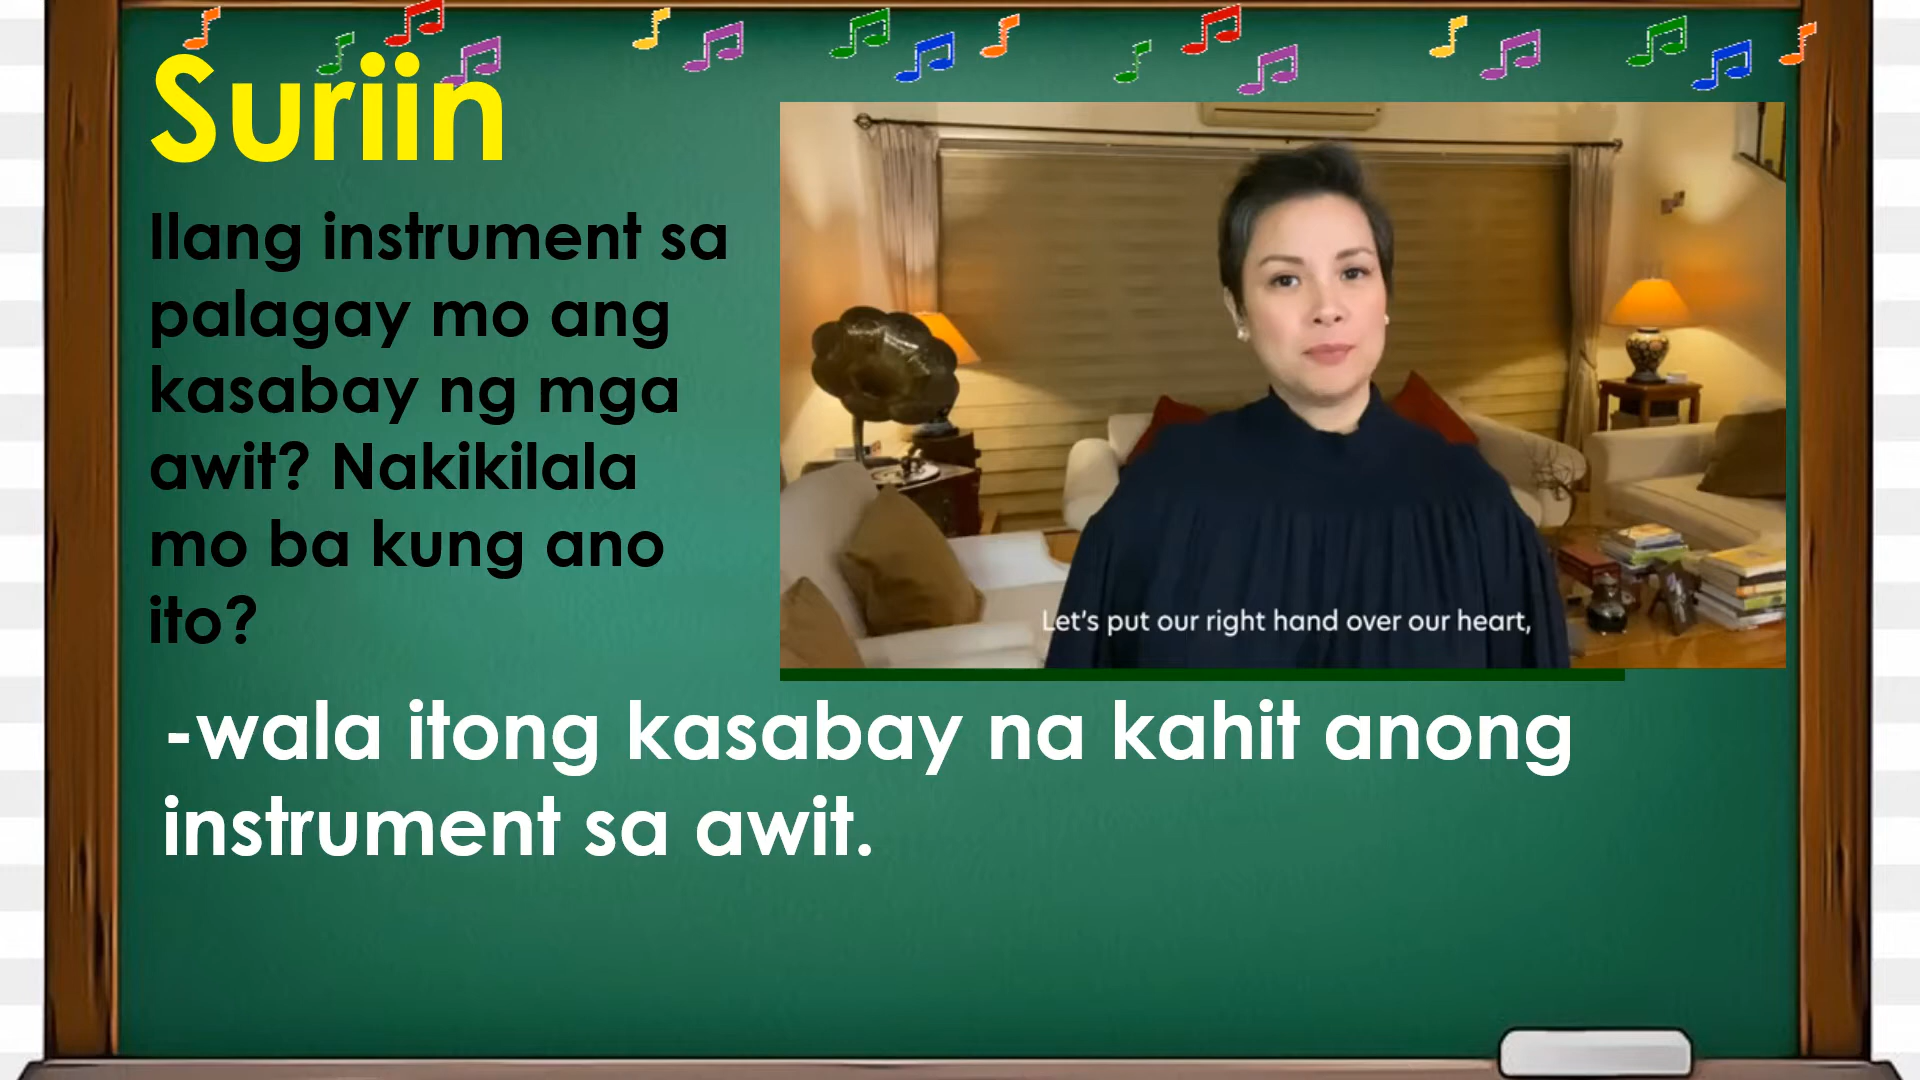 Suriin
Ilang instrument sa
palagay mo ang
kasabay ng mga
awit? Nakikilala
mo ba kung ano
ito?
Let's put our right hand over our heart,
-wala itong kasabay na kahit anong
instrument sa awit.